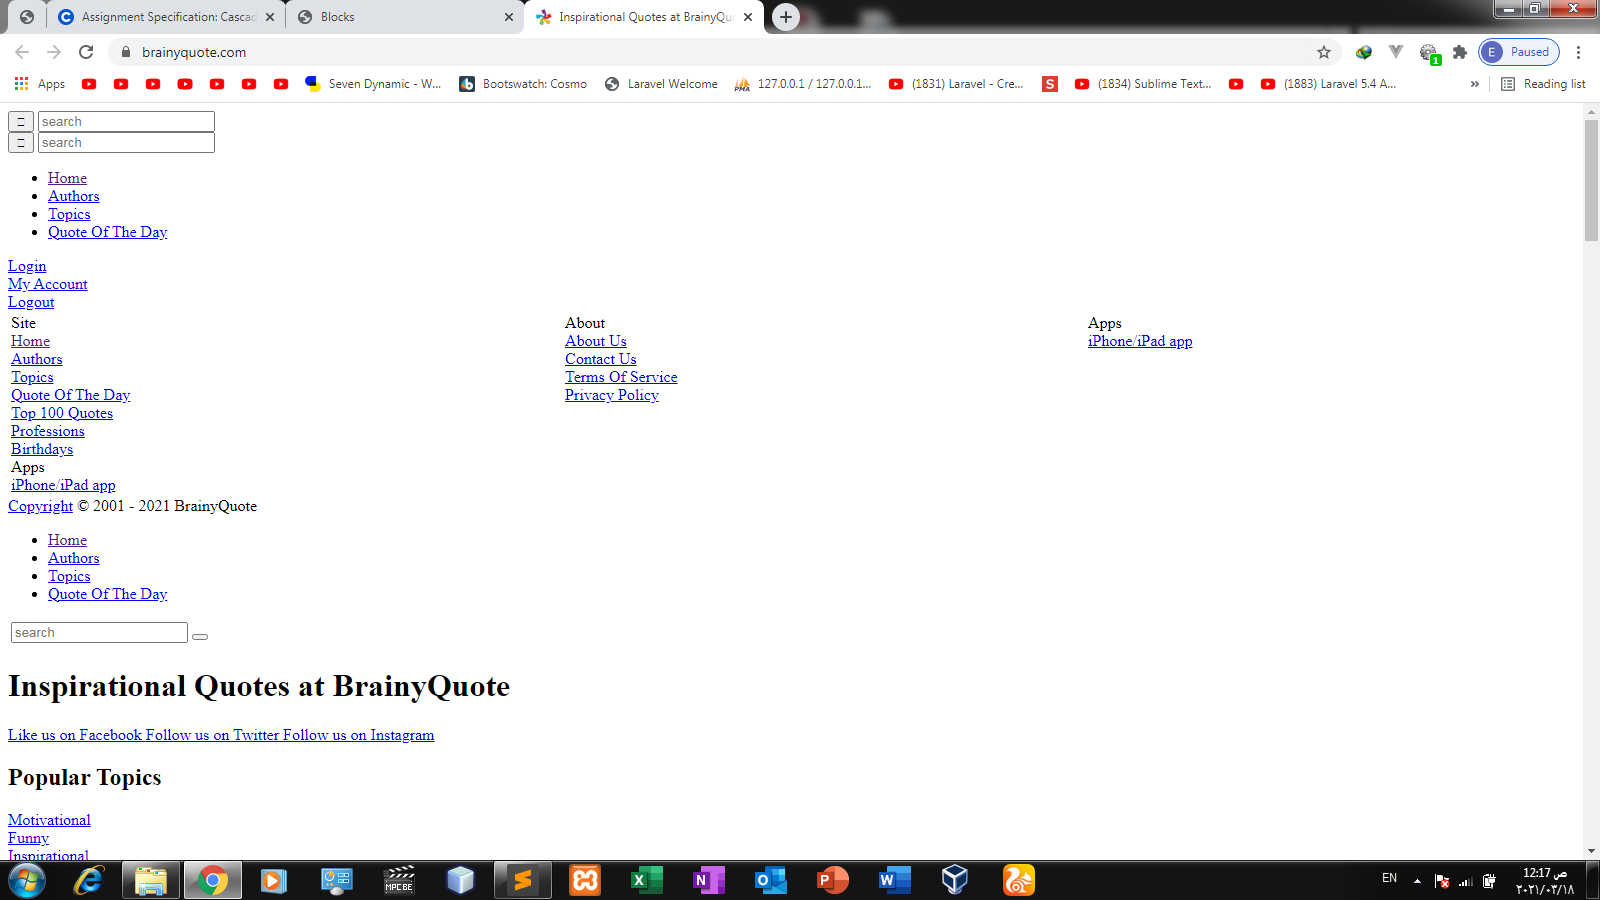 Assignment Specification: Cascad
Blocks
Inspirational Quotes at BrainyQuo
brainyquote.com
E Paused
Apps
Seven Dynamic - W...
Bootswatch: Cosmo
Laravel Welcome
127.0.0.1 / 127.0.0.1...
(1831) Laravel - Cre...
(1834) Sublime Text...
(1883) Laravel 5.4 A...
»
Reading list
search
search
Home
Authors
Topics
Quote Of The Day
Login
My Account
Logout
Site
Home
Authors
Topics
Quote Of The Day
Top 100 Quotes
Professions
Birthdays
Apps
iPhone/iPad app
About
About Us
Contact Us
Terms Of Service
Privacy Policy
Apps
iPhone/iPad app
Copyright © 2001 - 2021 BrainyQuote
Home
Authors
Topics
Quote Of The Day
search
Inspirational Quotes at BrainyQuote
Like us on Facebook Follow us on Twitter Follow us on Instagram
Popular Topics
Motivational
Funny
Inspirational
EN
12:17 ص
٢٠٢١/٠٣/١٨